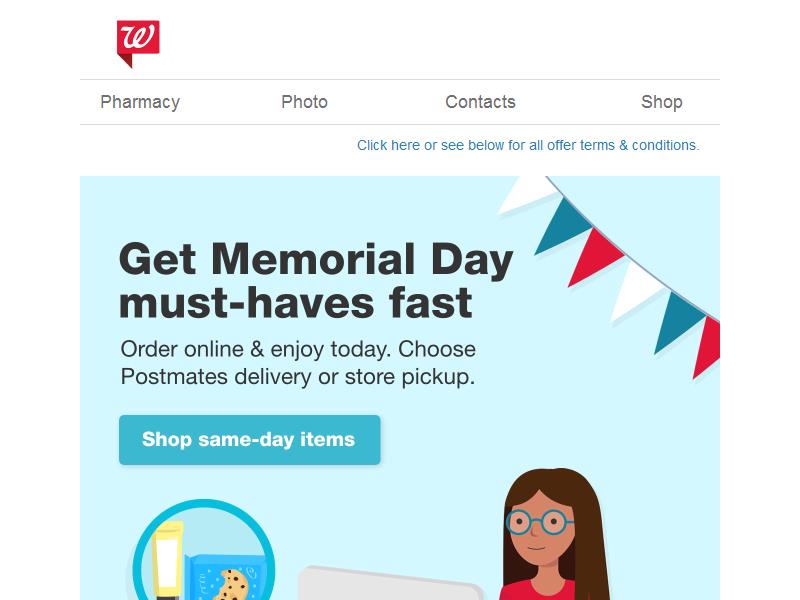 W
Pharmacy Photo Contacts Shop
Click here or see below for all offer terms & conditions.
Get Memorial Day
must-haves fast
Order online & enjoy today. Choose
Postmates delivery or store pickup.
Shop same-day items